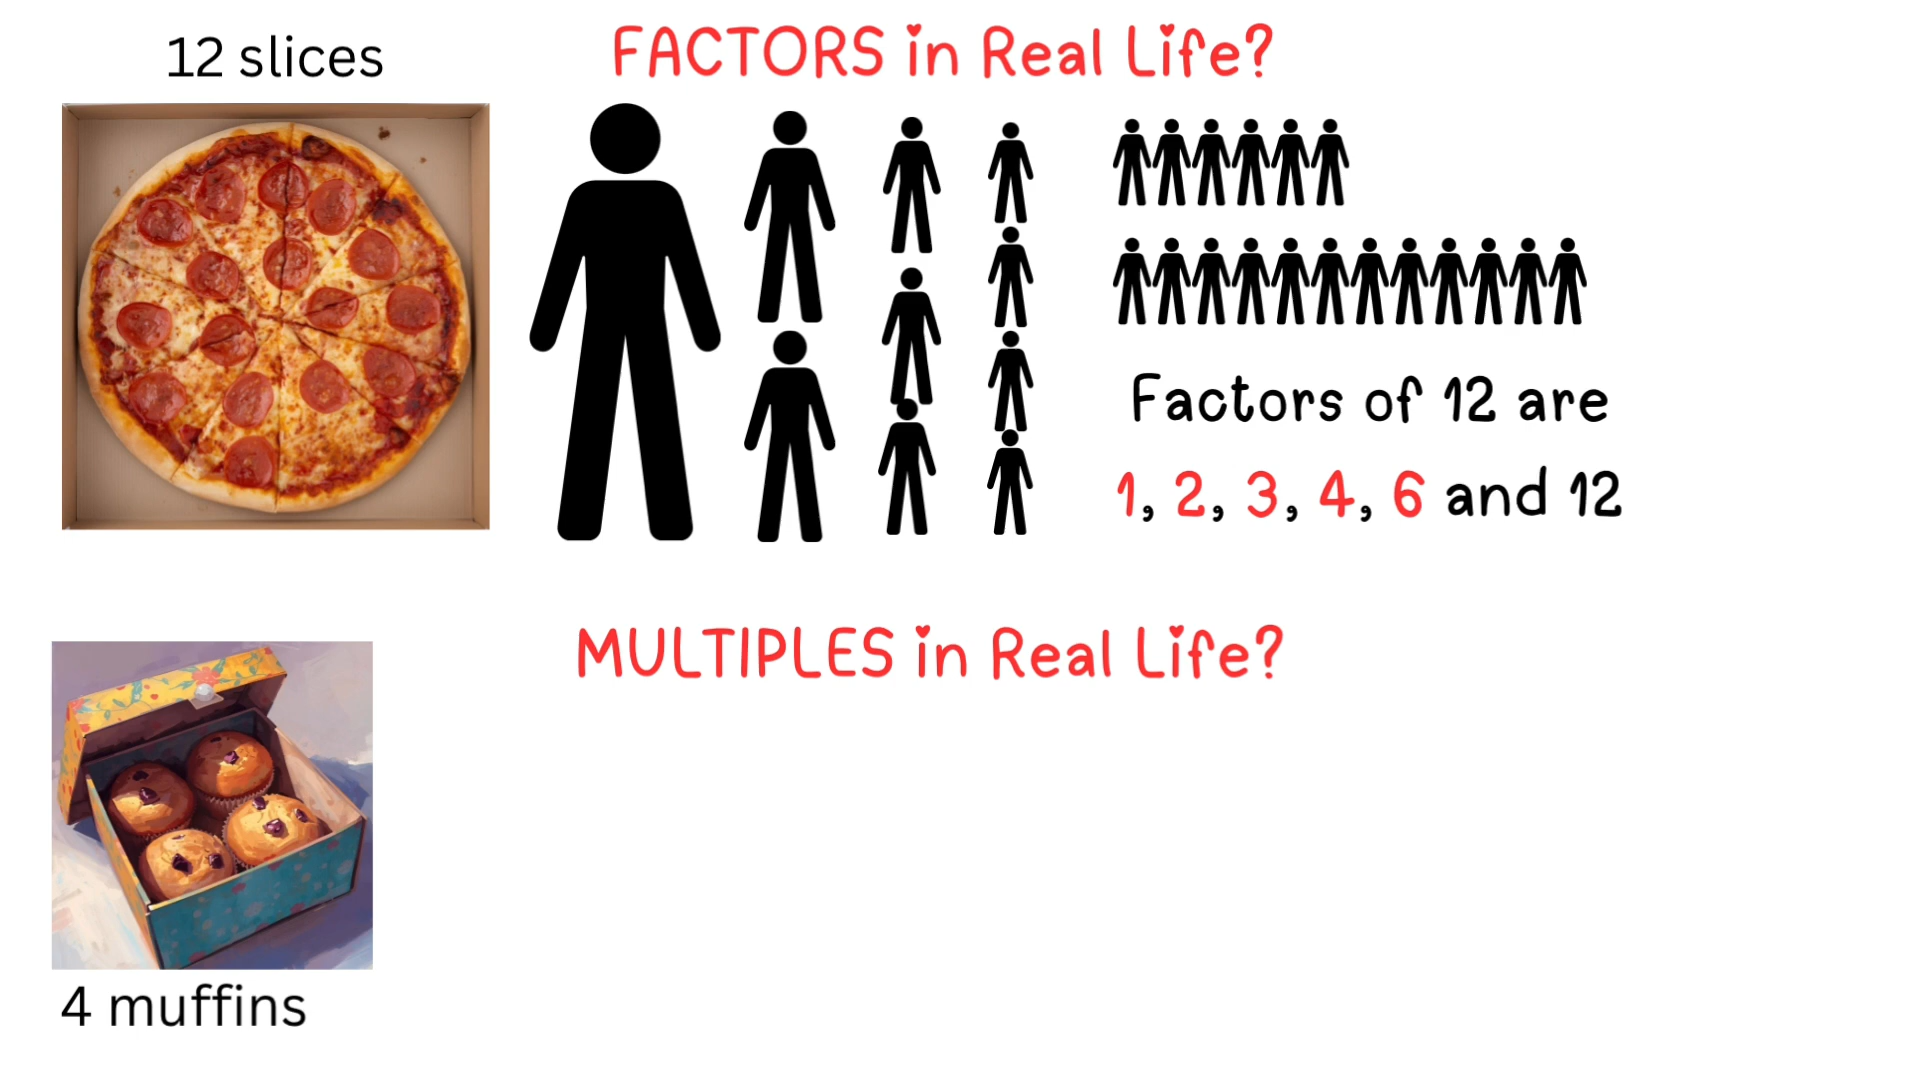 12 slices
FACTORS in Real Life?
Factors of 12 are
1, 2, 3, 4, 6 and 12
MULTIPLES in Real Life?
4 muffins